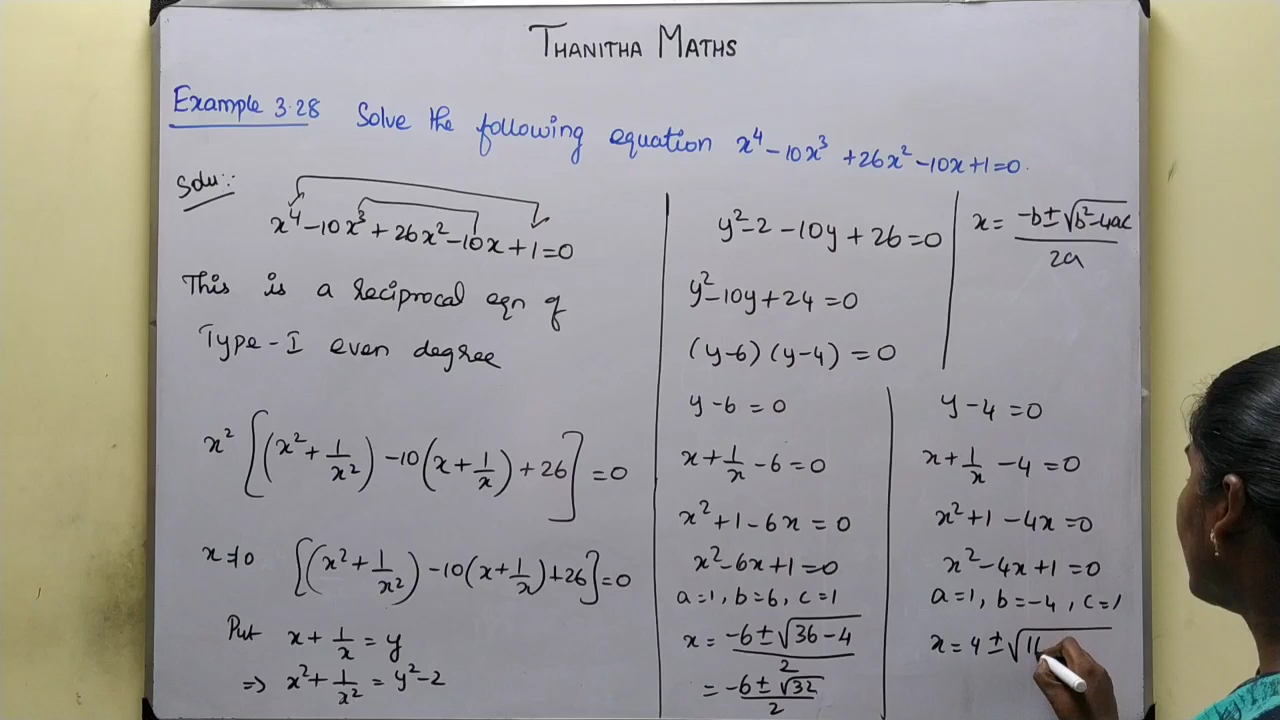 THANITHA MATHS
Example 3.28 Solve the following equation x⁴ - 10x³ + 26x² - 10x + 1 = 0.
Solu:-
x⁴ - 10x³ + 26x² - 10x + 1 = 0
This is a reciprocal eqn of
Type - I even degree
x² [(x² + 1/x²) - 10(x + 1/x) + 26] = 0
x ≠ 0 [(x² + 1/x²) - 10(x + 1/x) + 26] = 0
Put x + 1/x = y
⇒ x² + 1/x² = y² - 2
y² - 2 - 10y + 26 = 0
y² - 10y + 24 = 0
(y-6) (y-4) = 0
y - 6 = 0
x + 1/x - 6 = 0
x² + 1 - 6x = 0
x² - 6x + 1 = 0
a = 1, b = 6, c = 1
x = (-6 ± √(36 - 4))/2
= (-6 ± √32)/2
x = (-b ± √(b² - 4ac))/2a
y - 4 = 0
x + 1/x - 4 = 0
x² + 1 - 4x = 0
x² - 4x + 1 = 0
a = 1, b = -4, c = 1
x = 4 ± √16